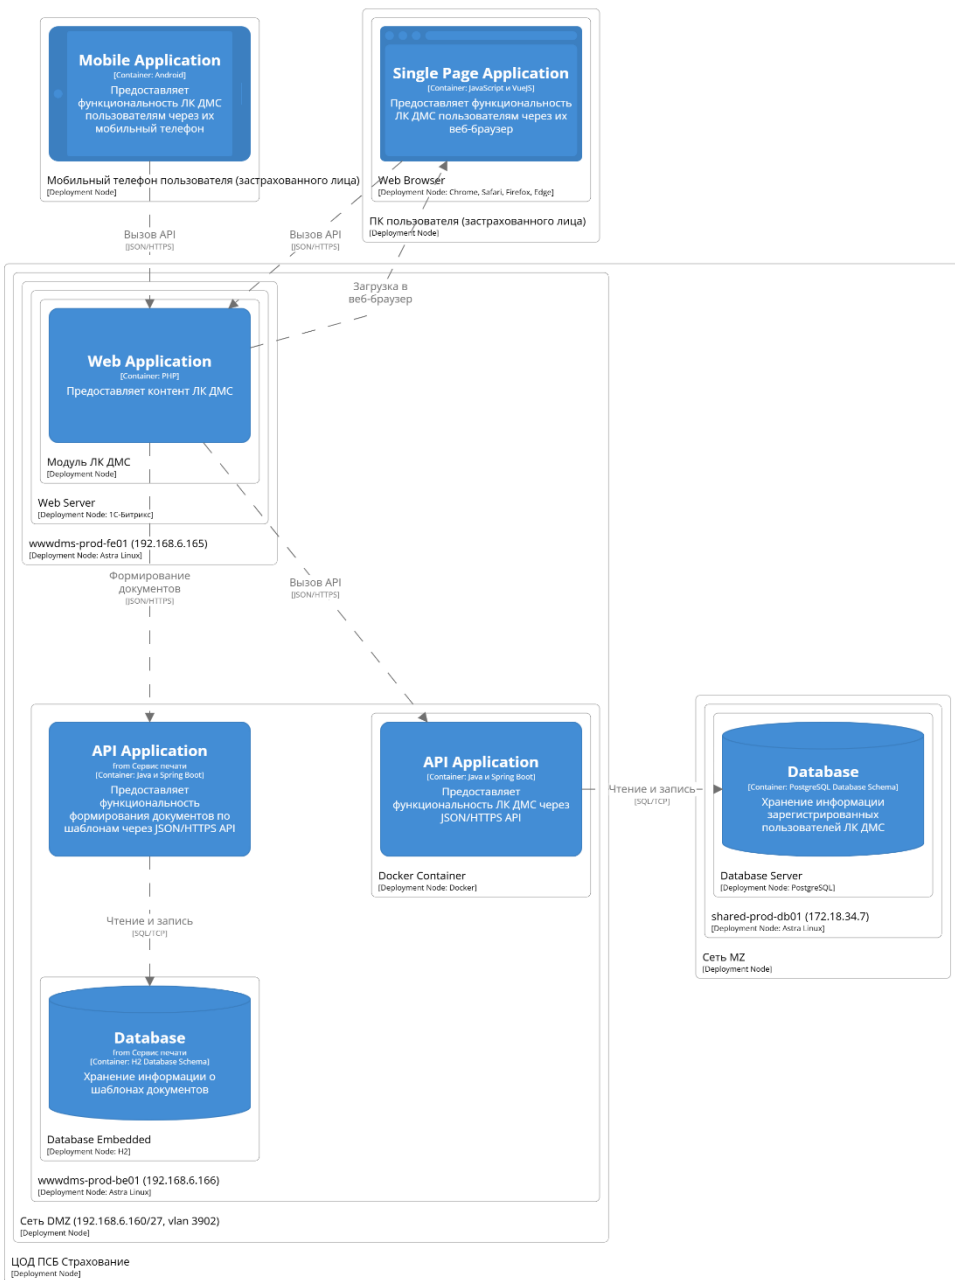 Mobile Application
[Container: Android]
Предоставляет
функциональность ЛК ДМС
пользователям через их
мобильный телефон
Мобильный телефон пользователя (застрахованного лица)
[Deployment Node]
Single Page Application
[Container: JavaScript и VueJS]
Предоставляет функциональность
ЛК ДМС пользователям через их
веб-браузер
Web Browser
[Deployment Node: Chrome, Safari, Firefox, Edge]
ПК пользователя (застрахованного лица)
[Deployment Node]
Вызов API
[JSON/HTTPS]
Вызов API
[JSON/HTTPS]
Загрузка в
веб-браузер
Web Application
[Container: PHP]
Предоставляет контент ЛК ДМС
Модуль ЛК ДМС
[Deployment Node]
Web Server
[Deployment Node: 1С-Битрикс]
wwwdms-prod-fe01 (192.168.6.165)
[Deployment Node: Astra Linux]
Формирование
документов
[JSON/HTTPS]
Вызов API
[JSON/HTTPS]
API Application
from Сервис печати
[Container: Java и Spring Boot]
Предоставляет
функциональность
формирования документов по
шаблонам через JSON/HTTPS API
API Application
[Container: Java и Spring Boot]
Предоставляет
функциональность ЛК ДМС через
JSON/HTTPS API
Docker Container
[Deployment Node: Docker]
Чтение и запись
[SQL/TCP]
Database
[Container: PostgreSQL Database Schema]
Хранение информации
зарегистрированных
пользователей ЛК ДМС
Database Server
[Deployment Node: PostgreSQL]
shared-prod-db01 (172.18.34.7)
[Deployment Node: Astra Linux]
Сеть MZ
[Deployment Node]
Чтение и запись
[SQL/TCP]
Database
from Сервис печати
[Container: H2 Database Schema]
Хранение информации о
шаблонах документов
Database Embedded
[Deployment Node: H2]
wwwdms-prod-be01 (192.168.6.166)
[Deployment Node: Astra Linux]
Сеть DMZ (192.168.6.160/27, vlan 3902)
[Deployment Node]
ЦОД ПСБ Страхование
[Deployment Node]